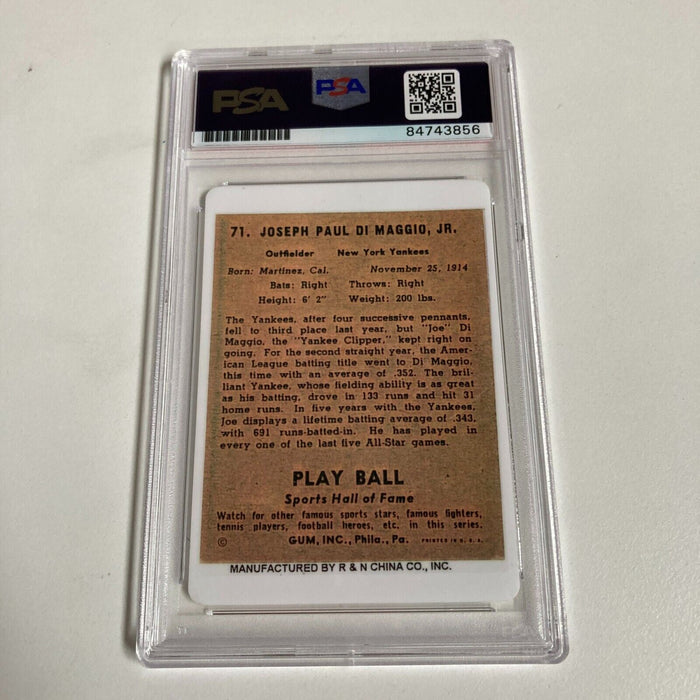 PSA
PSA
84743856
71. JOSEPH PAUL DI MAGGIO, JR.
Outfielder New York Yankees
Born: Martinez, Cal. November 25, 1914
Bats: Right Throws: Right
Height: 6' 2" Weight: 200 lbs.
The Yankees, after four successive pennants,
fell to third place last year, but "Joe" Di
Maggio, the "Yankee Clipper," kept right on
going. For the second straight year, the Amer-
ican League batting title went to Di Maggio,
this time with an average of .352. The bril-
liant Yankee, whose fielding ability is as great
as his batting, drove in 133 runs and hit 31
home runs. In five years with the Yankees,
Joe displays a lifetime batting average of .343,
with 691 runs-batted-in. He has played in
every one of the last five All-Star games.
PLAY BALL
Sports Hall of Fame
Watch for other famous sports stars, famous fighters,
tennis players, football heroes, etc. in this series.
© GUM, INC., Phila., Pa. PRINTED IN U. S. A.
MANUFACTURED BY R & N CHINA CO., INC.